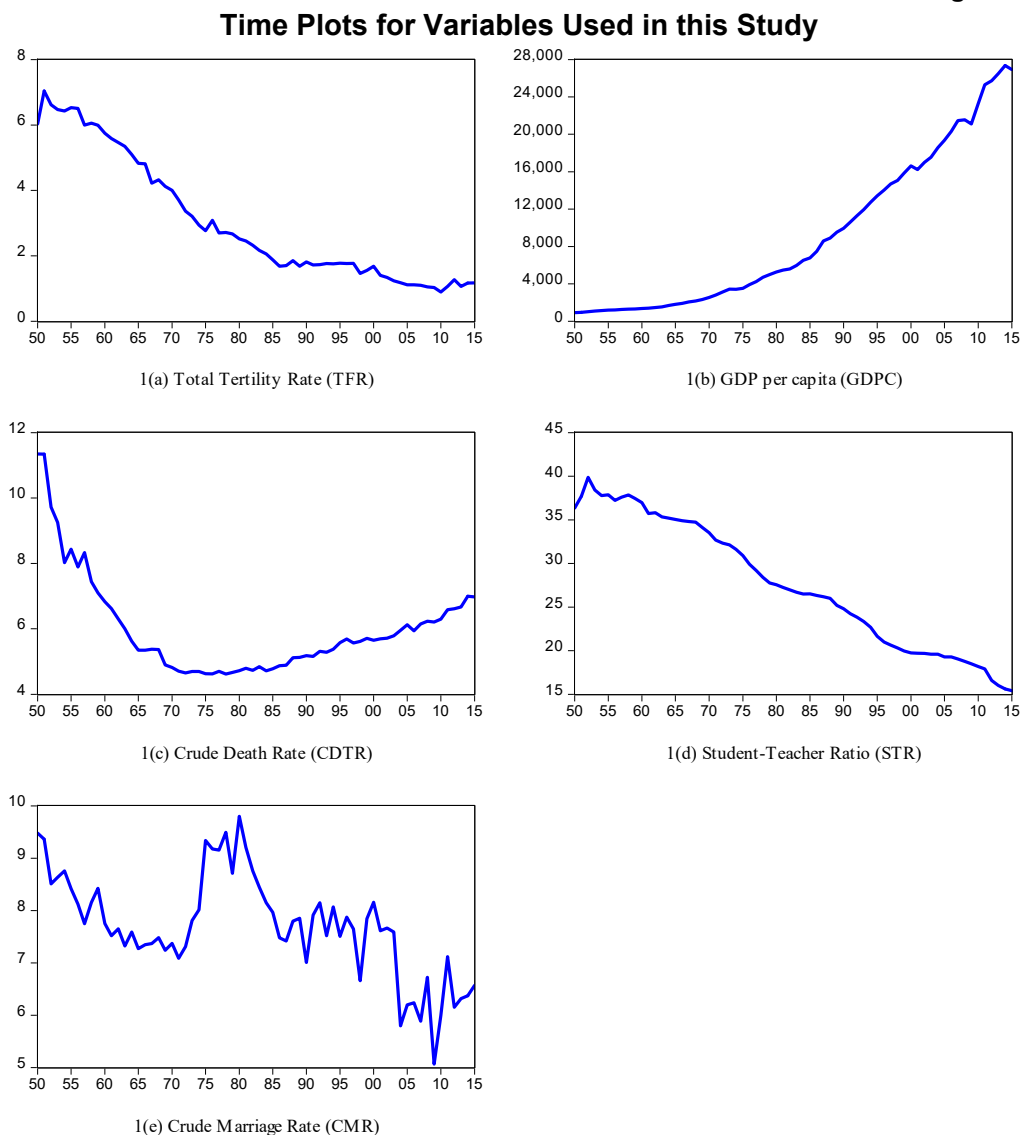 Time Plots for Variables Used in this Study
8
6
4
2
0
50 55 60 65 70 75 80 85 90 95 00 05 10 15
1(a) Total Tertility Rate (TFR)
28,000
24,000
20,000
16,000
12,000
8,000
4,000
0
50 55 60 65 70 75 80 85 90 95 00 05 10 15
1(b) GDP per capita (GDPC)
12
10
8
6
4
50 55 60 65 70 75 80 85 90 95 00 05 10 15
1(c) Crude Death Rate (CDTR)
45
40
35
30
25
20
15
50 55 60 65 70 75 80 85 90 95 00 05 10 15
1(d) Student-Teacher Ratio (STR)
10
9
8
7
6
5
50 55 60 65 70 75 80 85 90 95 00 05 10 15
1(e) Crude Marriage Rate (CMR)